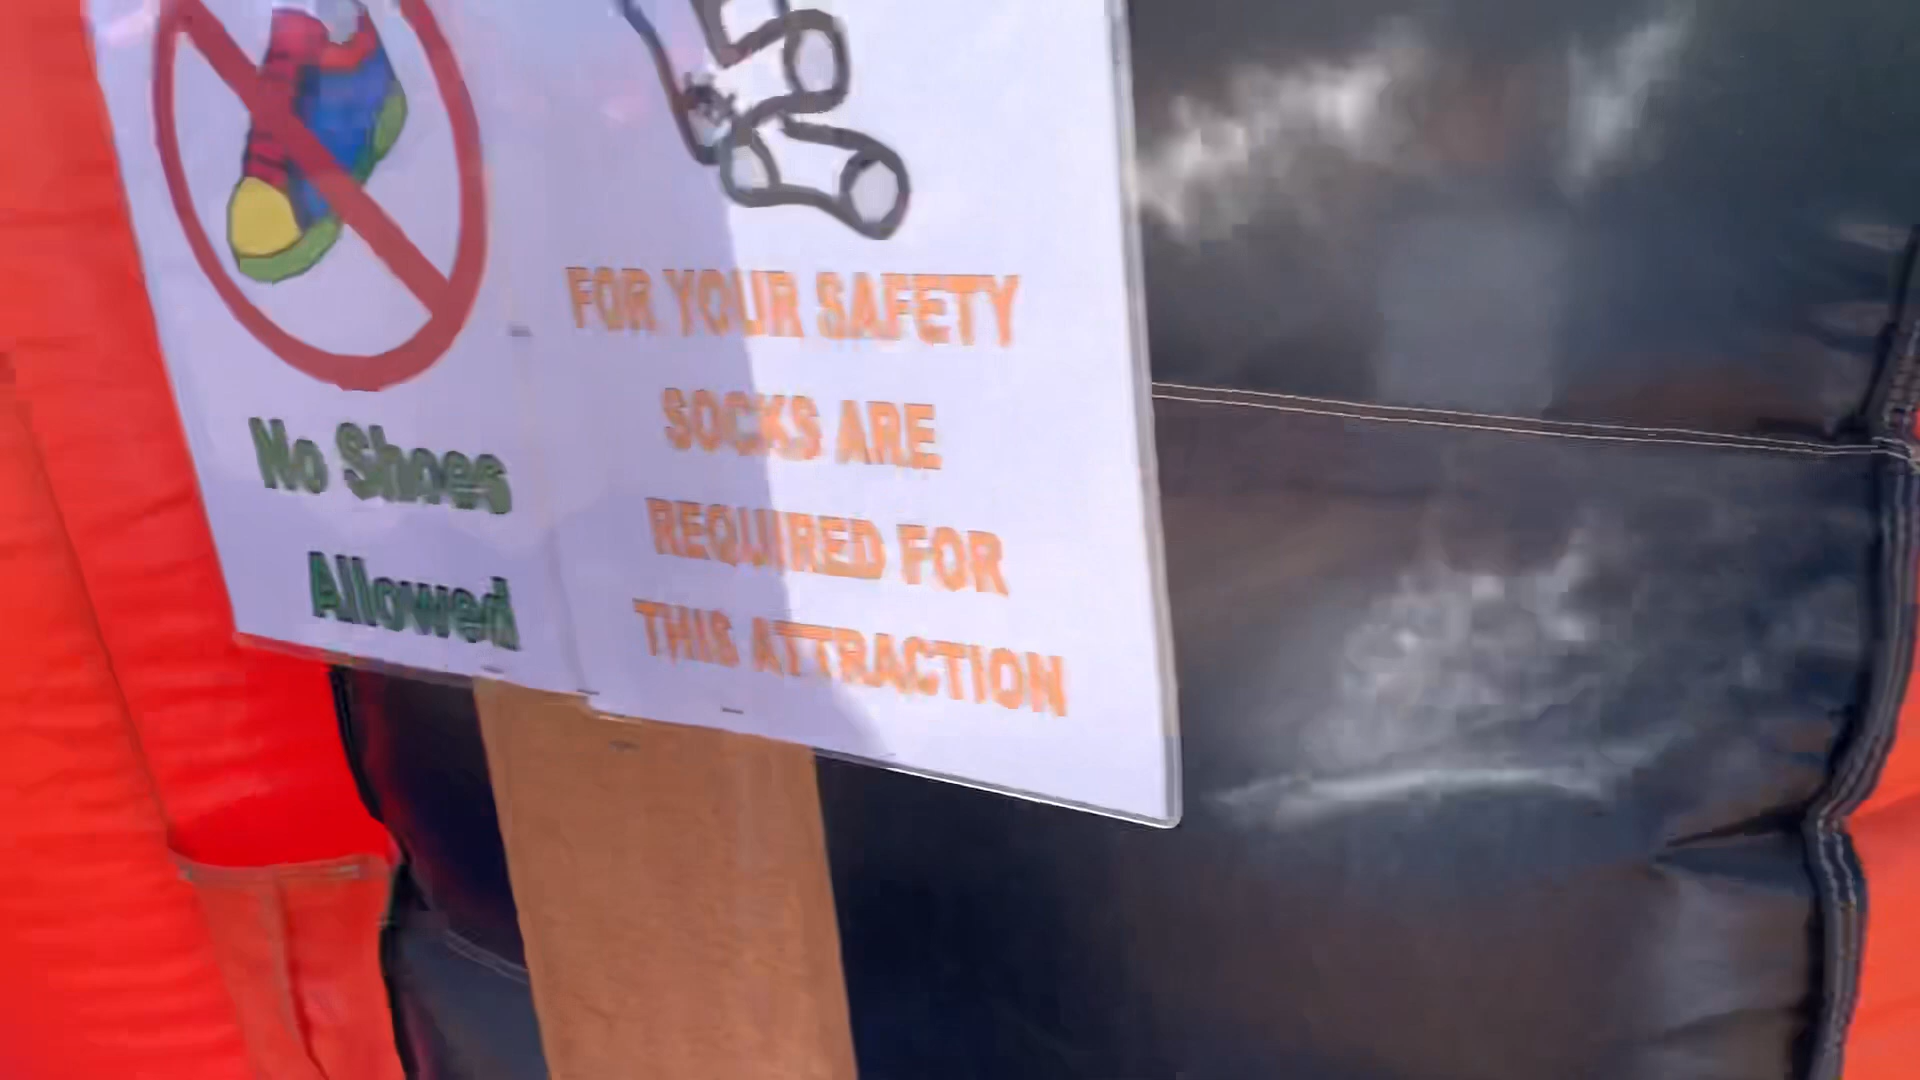 No Shoes
Allowed
FOR YOUR SAFETY
SOCKS ARE
REQUIRED FOR
THIS ATTRACTION